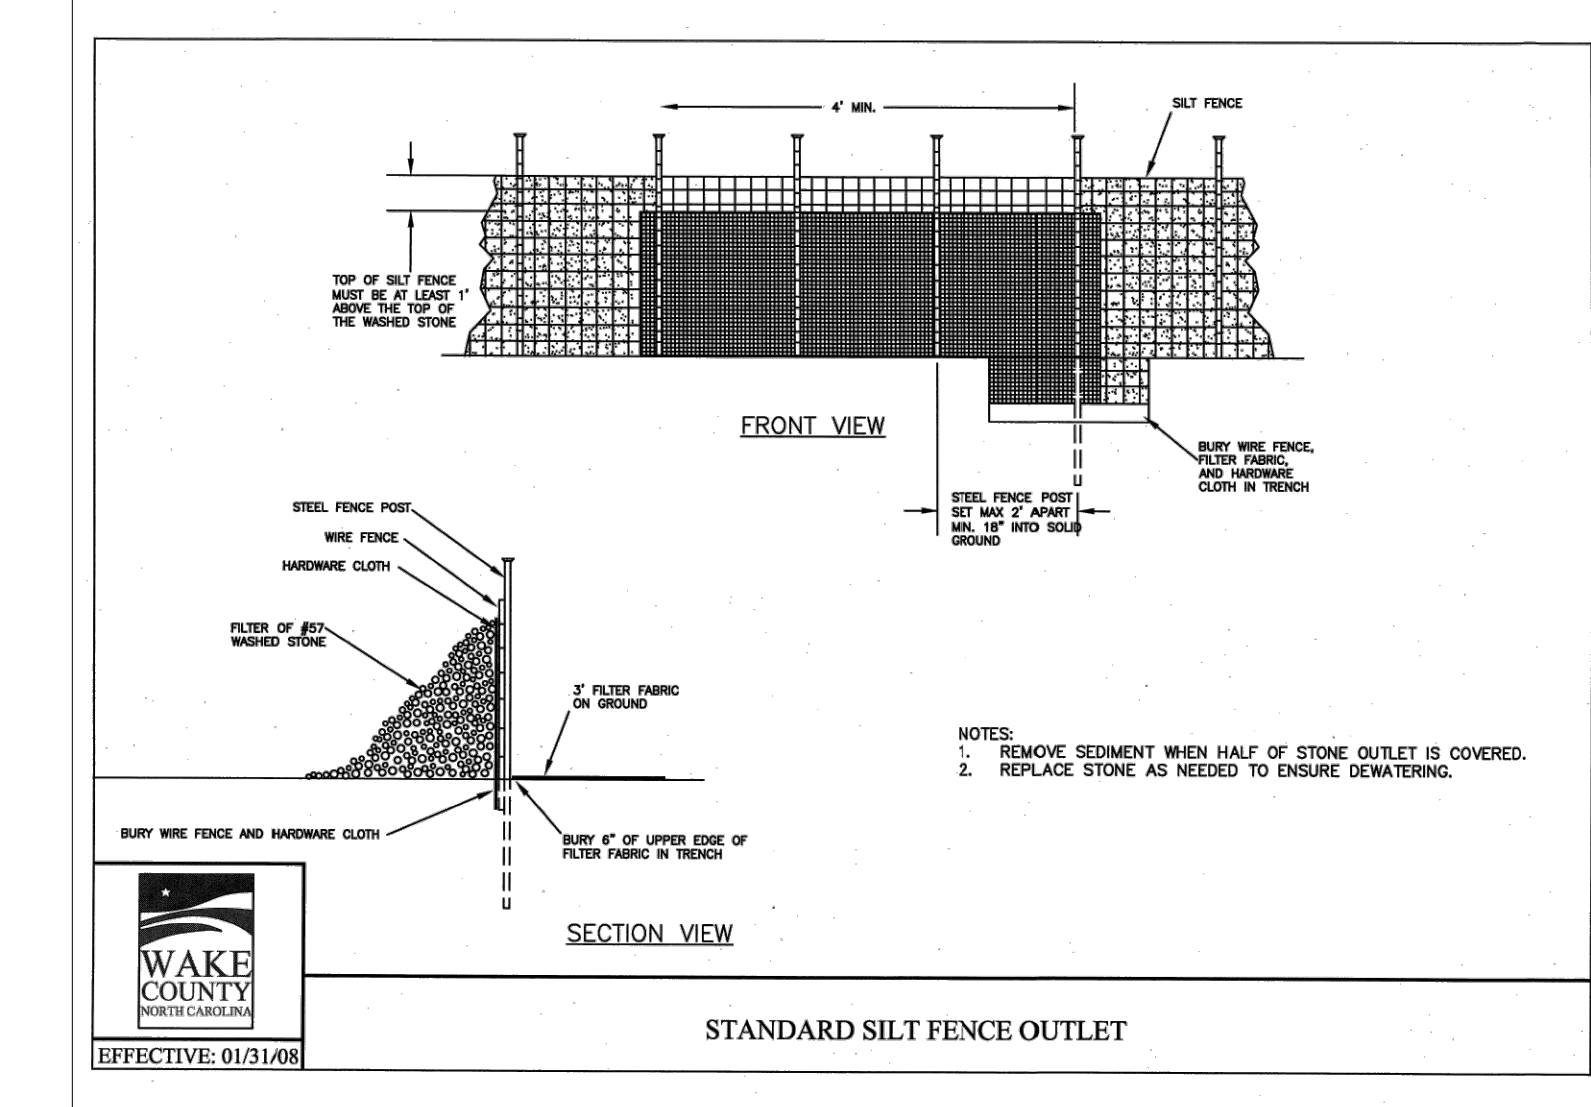 4' MIN.
SILT FENCE
TOP OF SILT FENCE
MUST BE AT LEAST 1'
ABOVE THE TOP OF
THE WASHED STONE
FRONT VIEW
BURY WIRE FENCE,
FILTER FABRIC,
AND HARDWARE
CLOTH IN TRENCH
STEEL FENCE POST
SET MAX 2' APART
MIN. 18" INTO SOLID
GROUND
STEEL FENCE POST
WIRE FENCE
HARDWARE CLOTH
FILTER OF #57
WASHED STONE
3' FILTER FABRIC
ON GROUND
BURY WIRE FENCE AND HARDWARE CLOTH
BURY 6" OF UPPER EDGE OF
FILTER FABRIC IN TRENCH
SECTION VIEW
NOTES:
1. REMOVE SEDIMENT WHEN HALF OF STONE OUTLET IS COVERED.
2. REPLACE STONE AS NEEDED TO ENSURE DEWATERING.
WAKE
COUNTY
NORTH CAROLINA
EFFECTIVE: 01/31/08
STANDARD SILT FENCE OUTLET